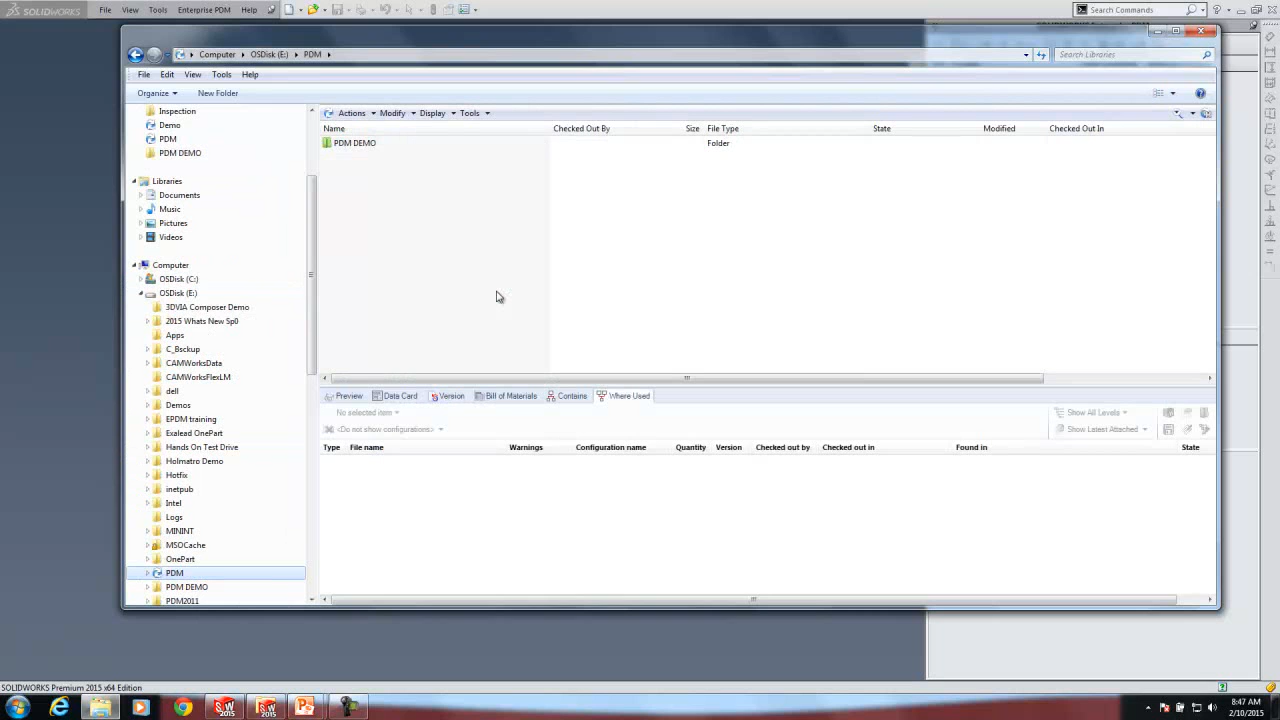 SOLIDWORKS File View Tools Enterprise PDM Help Search Commands
Computer OSDisk (E:) PDM Search Libraries
File Edit View Tools Help
Organize New Folder
Inspection
Demo
PDM
PDM DEMO
Libraries
Documents
Music
Pictures
Videos
Computer
OSDisk (C:)
OSDisk (E:)
3DVIA Composer Demo
2015 Whats New Sp0
Apps
C_Bsckup
CAMWorksData
CAMWorksFlexLM
dell
Demos
EPDM training
Exalead OnePart
Hands On Test Drive
Holmatro Demo
Hotfix
inetpub
Intel
Logs
MININT
MSOCache
OnePart
PDM
PDM DEMO
PDM2011
Actions Modify Display Tools
Name Checked Out By Size File Type State Modified Checked Out In
PDM DEMO Folder
Preview Data Card Version Bill of Materials Contains Where Used
No selected item Show All Levels
<Do not show configurations> Show Latest Attached
Type File name Warnings Configuration name Quantity Version Checked out by Checked out in Found in State
SOLIDWORKS Premium 2015 x64 Edition
8:47 AM
2/10/2015